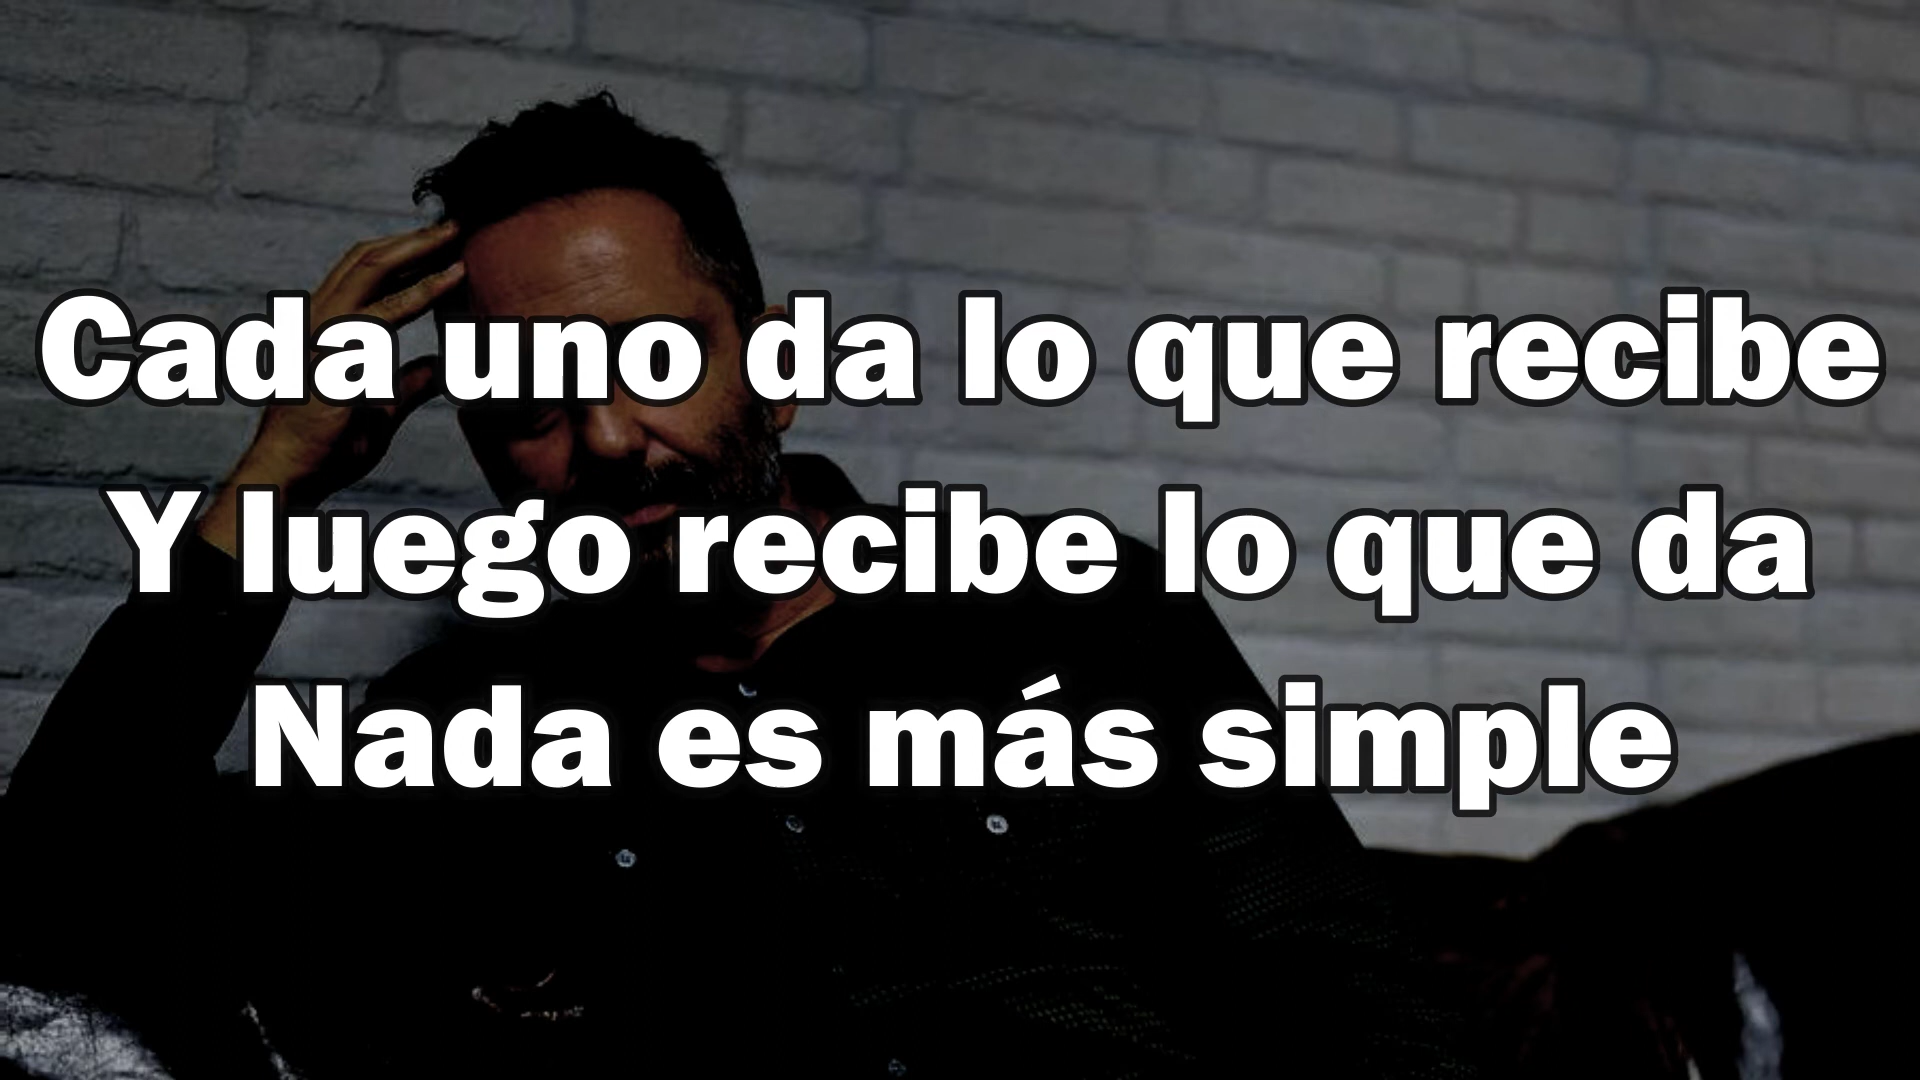 Cada uno da lo que recibe
Y luego recibe lo que da
Nada es más simple